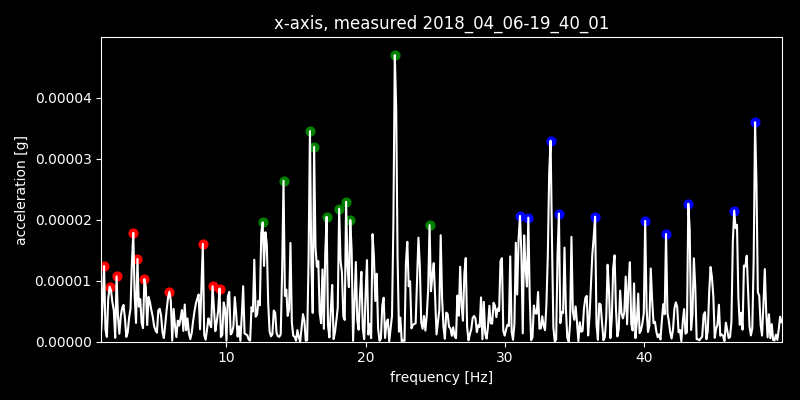 x-axis, measured 2018_04_06-19_40_01
acceleration [g]
0.00004
0.00003
0.00002
0.00001
0.00000
10 20 30 40
frequency [Hz]